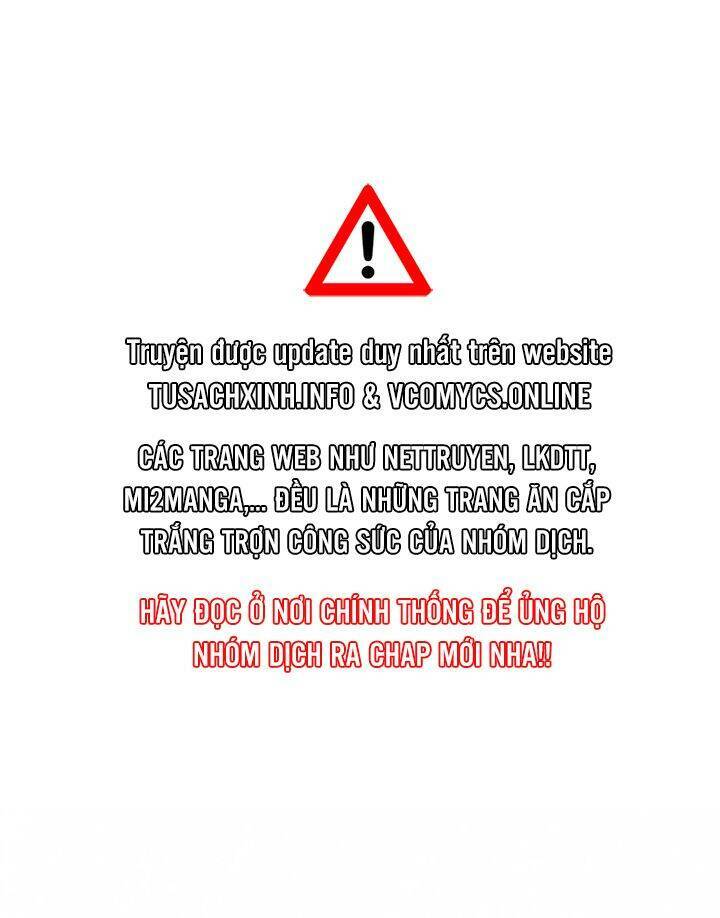 Truyện được update duy nhất trên website
TUSACHXINH.INFO & VCOMYCS.ONLINE
CÁC TRANG WEB NHƯ NETTRUYEN, LKDTT,
MI2MANGA,... ĐỀU LÀ NHỮNG TRANG ĂN CẮP
TRẮNG TRỢN CÔNG SỨC CỦA NHÓM DỊCH.
HÃY ĐỌC Ở NƠI CHÍNH THỐNG ĐỂ ỦNG HỘ
NHÓM DỊCH RA CHAP MỚI NHA!!